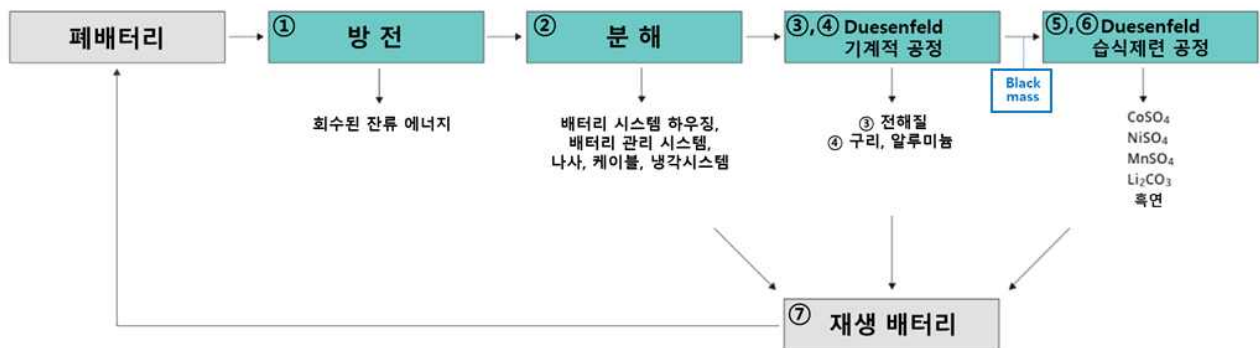 폐배터리
① 방 전
② 분 해
③,④ Duesenfeld
기계적 공정
⑤,⑥ Duesenfeld
습식제련 공정
Black
mass
회수된 잔류 에너지
배터리 시스템 하우징,
배터리 관리 시스템,
나사, 케이블, 냉각시스템
③ 전해질
④ 구리, 알루미늄
CoSO₄
NiSO₄
MnSO₄
Li₂CO₃
흑연
⑦ 재생 배터리